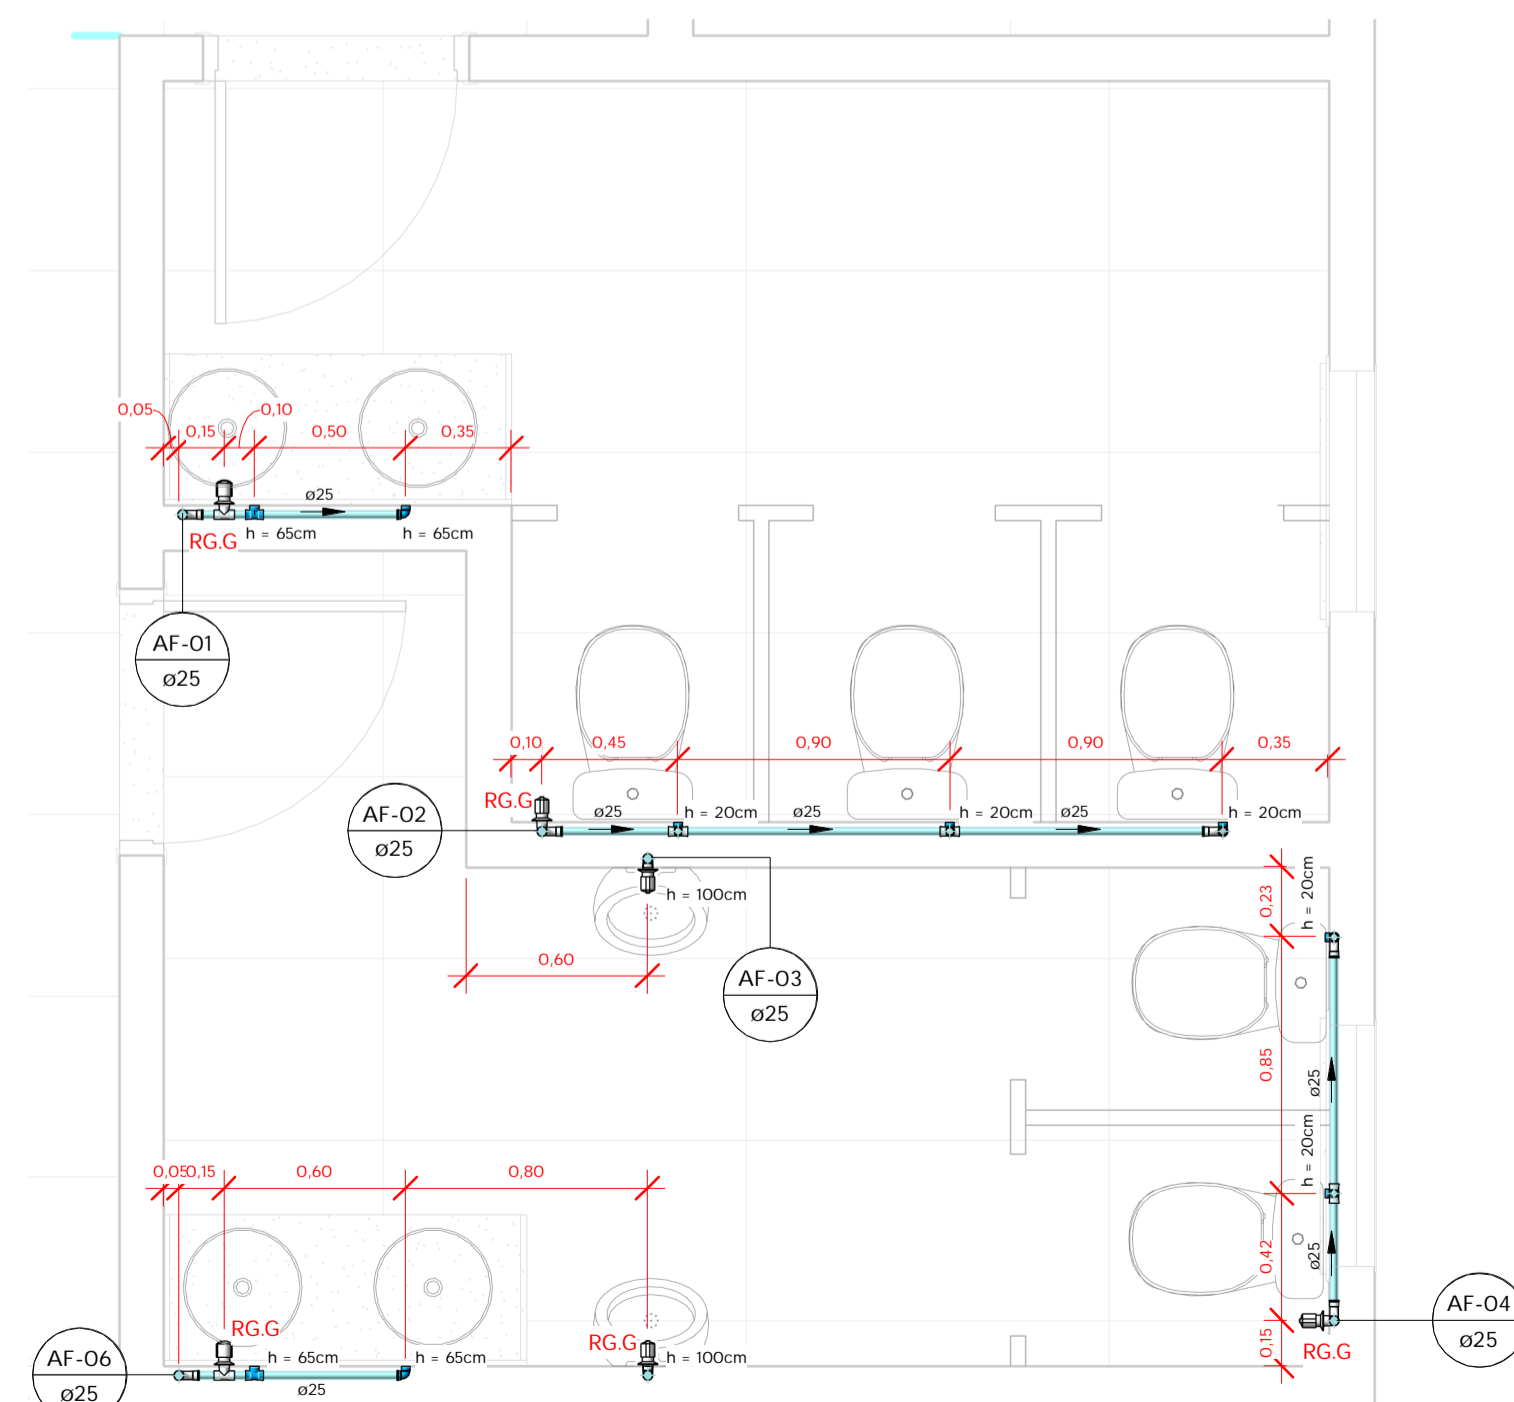 0,05
0,10
0,15
0,50
0,35
ø25
RG.G
h = 65cm
h = 65cm
AF-01
ø25
0,10
0,45
0,90
0,90
0,35
RG.G
AF-02
ø25
ø25
h = 20cm
ø25
h = 20cm
ø25
h = 20cm
h = 100cm
0,60
AF-03
ø25
0,23
h = 20cm
0,85
ø25
h = 20cm
0,42
ø25
0,15
RG.G
AF-04
ø25
0,05
0,15
0,60
0,80
RG.G
h = 65cm
h = 65cm
ø25
RG.G
h = 100cm
AF-06
ø25